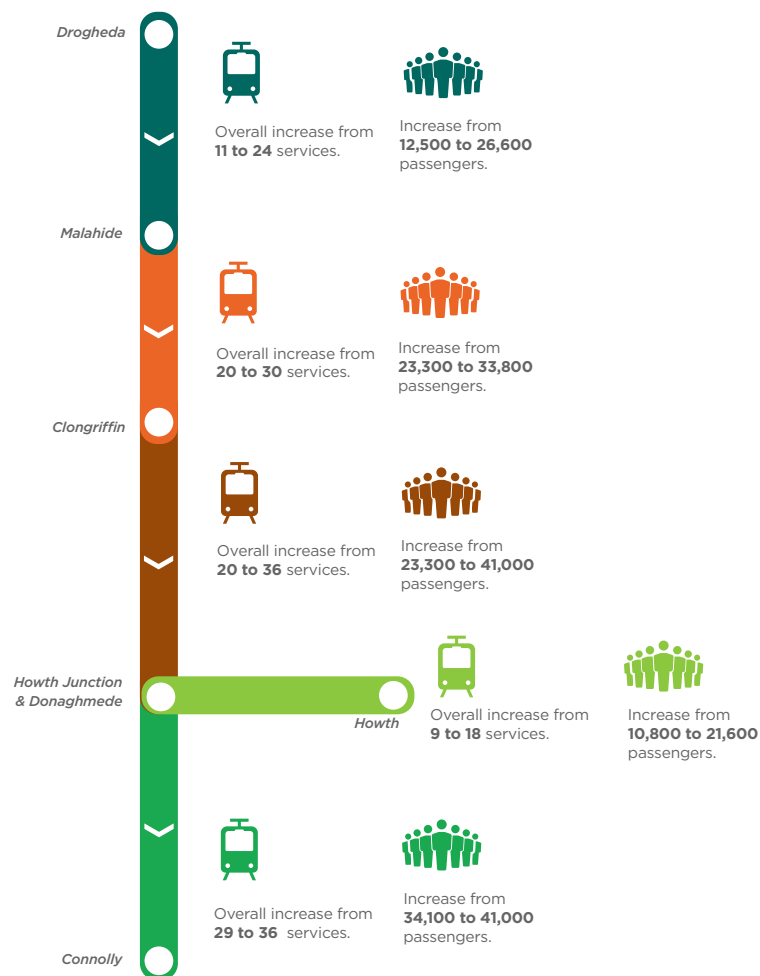 Drogheda
Overall increase from
11 to 24 services.
Increase from
12,500 to 26,600
passengers.
Malahide
Overall increase from
20 to 30 services.
Increase from
23,300 to 33,800
passengers.
Clongriffin
Overall increase from
20 to 36 services.
Increase from
23,300 to 41,000
passengers.
Howth Junction
& Donaghmede
Howth
Overall increase from
9 to 18 services.
Increase from
10,800 to 21,600
passengers.
Overall increase from
29 to 36 services.
Increase from
34,100 to 41,000
passengers.
Connolly